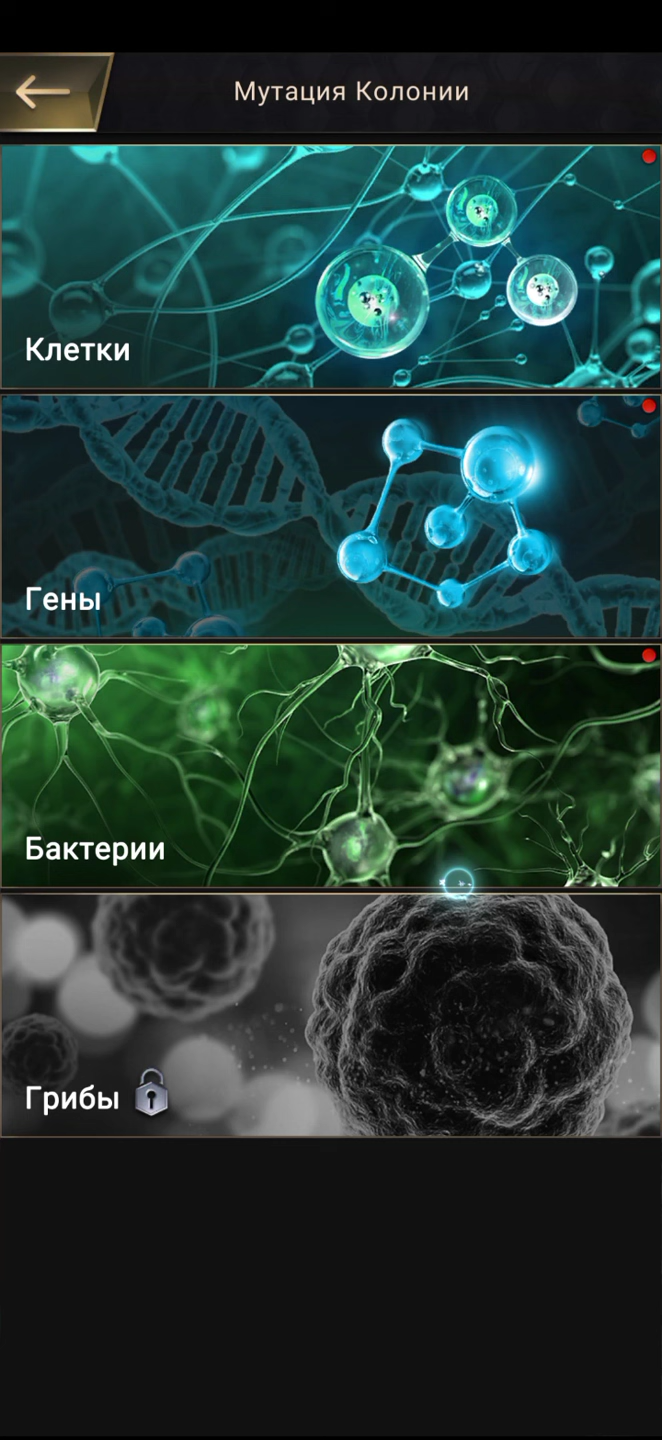 Мутация Колонии
Клетки
Гены
Бактерии
Грибы